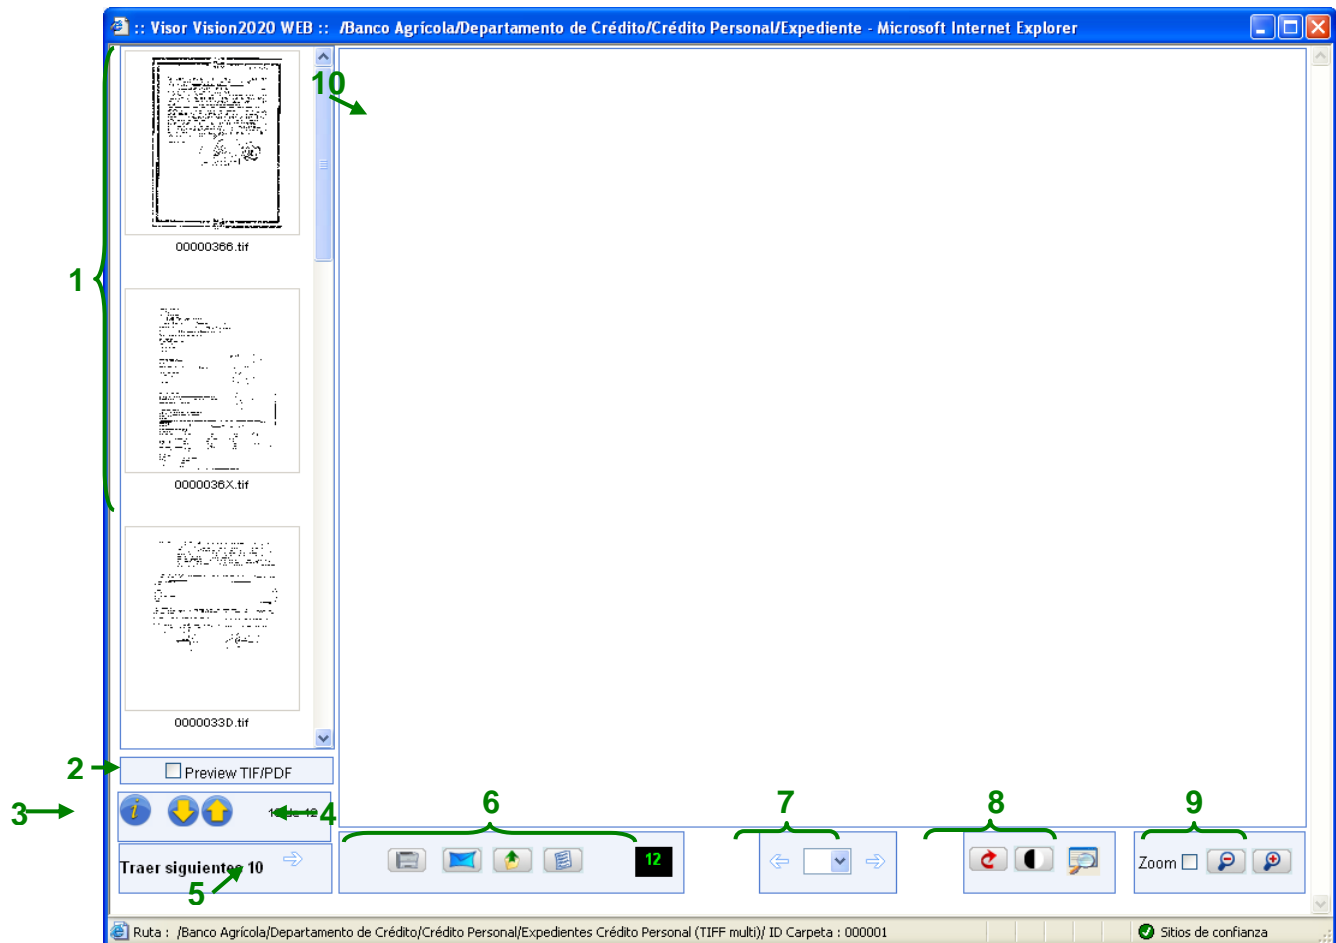 :: Visor Vision2020 WEB :: /Banco Agrícola/Departamento de Crédito/Crédito Personal/Expediente - Microsoft Internet Explorer
10
00000366.tif
1
0000036X.tif
0000033D.tif
2
Preview TIF/PDF
3
4
6
7
8
9
12
Traer siguientes 10
5
Zoom
Ruta : /Banco Agrícola/Departamento de Crédito/Crédito Personal/Expedientes Crédito Personal (TIFF multi)/ ID Carpeta : 000001
Sitios de confianza